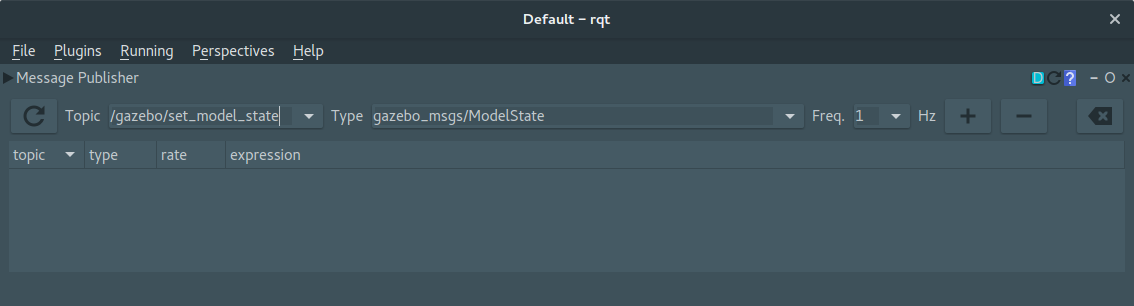 Default – rqt
File Plugins Running Perspectives Help
Message Publisher D ? - O ×
Topic /gazebo/set_model_state Type gazebo_msgs/ModelState Freq. 1 Hz
topic type rate expression